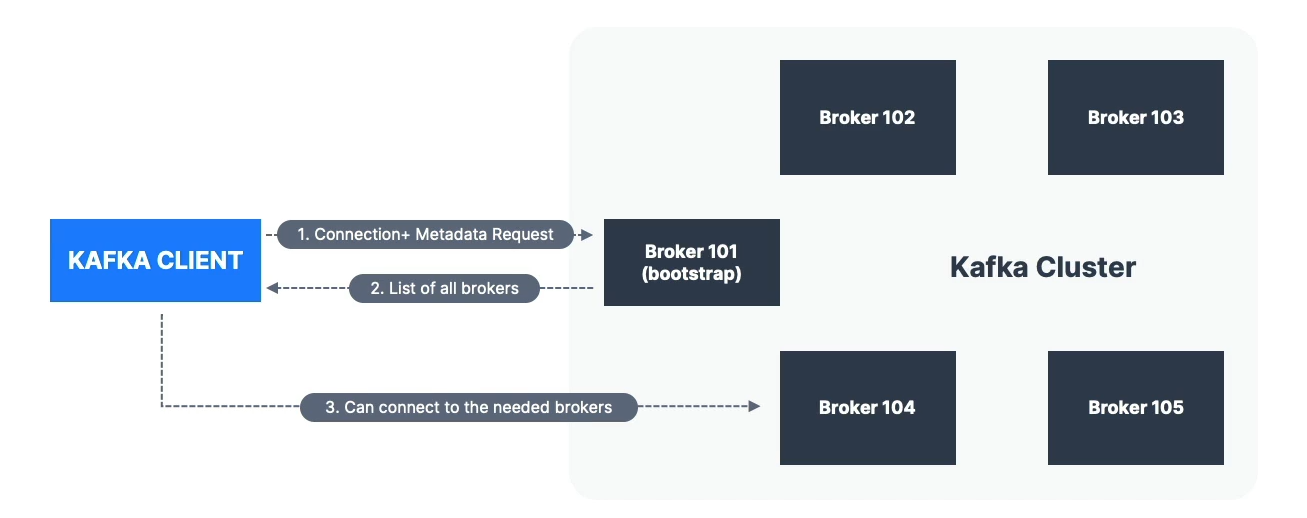 Broker 102
Broker 103
KAFKA CLIENT
1. Connection+ Metadata Request
Broker 101
(bootstrap)
Kafka Cluster
2. List of all brokers
3. Can connect to the needed brokers
Broker 104
Broker 105